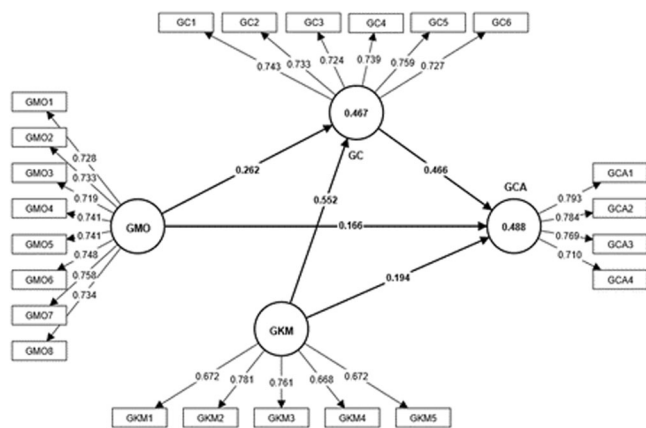 GC1 GC2 GC3 GC4 GC5 GC6
0.743 0.733 0.724 0.739 0.759 0.727
0.467
GC
GMO1
GMO2
GMO3
GMO4
GMO5
GMO6
GMO7
GMO8
0.728
0.733
0.719
0.741
0.741
0.748
0.758
0.734
GMO
0.262
0.552
0.466
0.166
0.194
GCA
0.488
0.793
0.784
0.769
0.710
GCA1
GCA2
GCA3
GCA4
GKM
0.672 0.781 0.761 0.668 0.672
GKM1 GKM2 GKM3 GKM4 GKM5